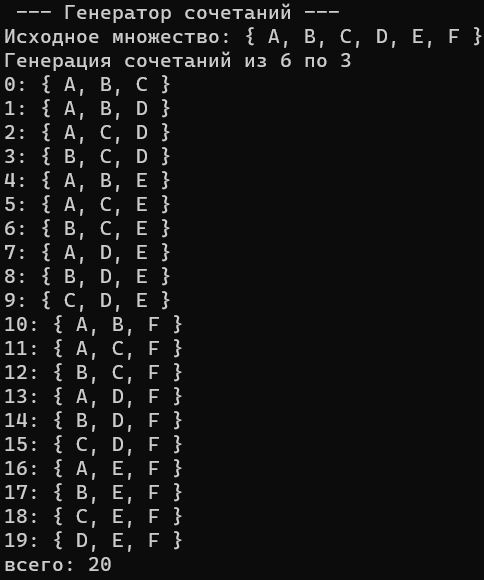 --- Генератор сочетаний ---
Исходное множество: { A, B, C, D, E, F }
Генерация сочетаний из 6 по 3
0: { A, B, C }
1: { A, B, D }
2: { A, C, D }
3: { B, C, D }
4: { A, B, E }
5: { A, C, E }
6: { B, C, E }
7: { A, D, E }
8: { B, D, E }
9: { C, D, E }
10: { A, B, F }
11: { A, C, F }
12: { B, C, F }
13: { A, D, F }
14: { B, D, F }
15: { C, D, F }
16: { A, E, F }
17: { B, E, F }
18: { C, E, F }
19: { D, E, F }
всего: 20